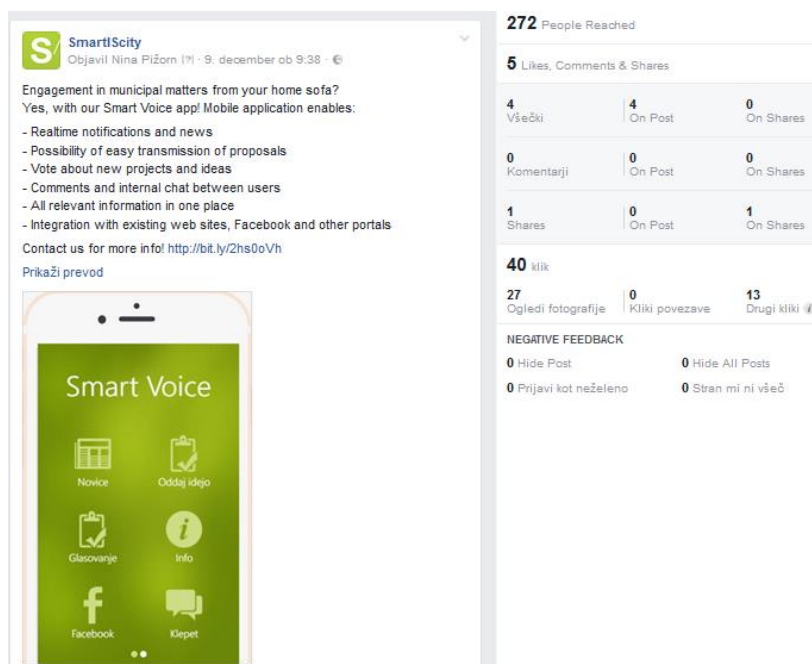 SmartIScity
Objavil Nina Pižorn [?] · 9. december ob 9:38 ·
Engagement in municipal matters from your home sofa?
Yes, with our Smart Voice app! Mobile application enables:
- Realtime notifications and news
- Possibility of easy transmission of proposals
- Vote about new projects and ideas
- Comments and internal chat between users
- All relevant information in one place
- Integration with existing web sites, Facebook and other portals
Contact us for more info! http://bit.ly/2hs0oVh
Prikaži prevod
Smart Voice
Novice Oddaj idejo
Glasovanje Info
Facebook Klepet
272 People Reached
5 Likes, Comments & Shares
4 4 0
Všečki On Post On Shares
0 0 0
Komentarji On Post On Shares
1 0 1
Shares On Post On Shares
40 klik
27 0 13
Ogledi fotografije Kliki povezave Drugi kliki i
NEGATIVE FEEDBACK
0 Hide Post 0 Hide All Posts
0 Prijavi kot neželeno 0 Stran mi ni všeč